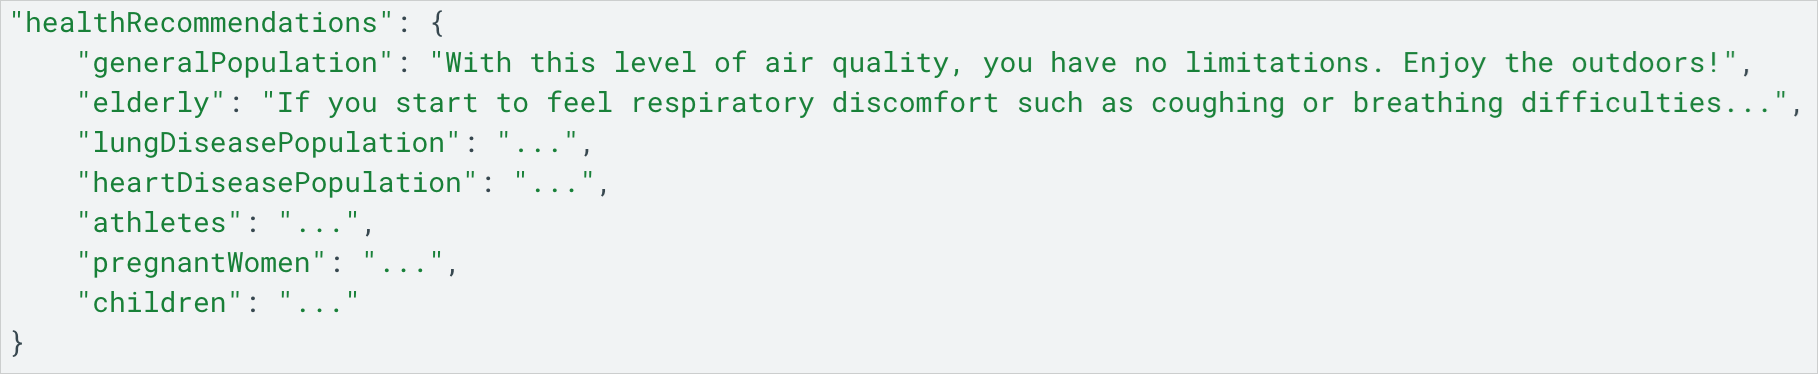 "healthRecommendations": {
    "generalPopulation": "With this level of air quality, you have no limitations. Enjoy the outdoors!",
    "elderly": "If you start to feel respiratory discomfort such as coughing or breathing difficulties...",
    "lungDiseasePopulation": "...",
    "heartDiseasePopulation": "...",
    "athletes": "...",
    "pregnantWomen": "...",
    "children": "..."
}